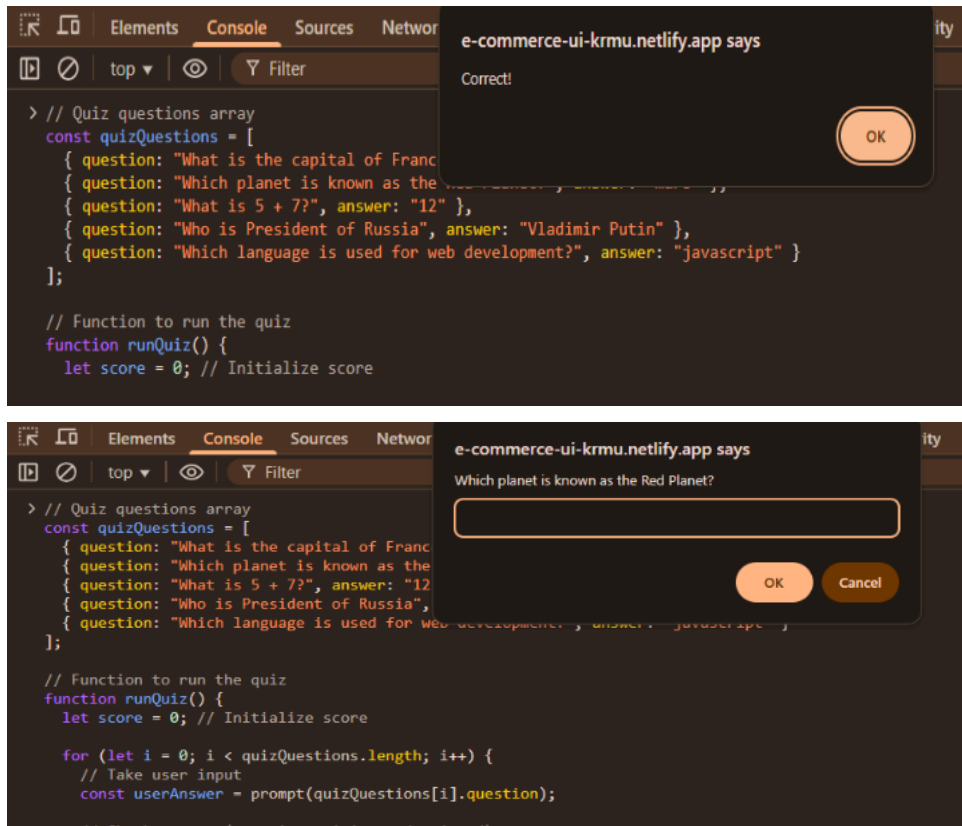 Elements Console Sources Networ
ity
e-commerce-ui-krmu.netlify.app says
Correct!
OK
top ▾ Filter
> // Quiz questions array
const quizQuestions = [
{ question: "What is the capital of Franc
{ question: "Which planet is known as the
{ question: "What is 5 + 7?", answer: "12" },
{ question: "Who is President of Russia", answer: "Vladimir Putin" },
{ question: "Which language is used for web development?", answer: "javascript" }
];
// Function to run the quiz
function runQuiz() {
let score = 0; // Initialize score
Elements Console Sources Networ
ity
e-commerce-ui-krmu.netlify.app says
Which planet is known as the Red Planet?
OK Cancel
top ▾ Filter
> // Quiz questions array
const quizQuestions = [
{ question: "What is the capital of Franc
{ question: "Which planet is known as the
{ question: "What is 5 + 7?", answer: "12
{ question: "Who is President of Russia",
{ question: "Which language is used for web
];
// Function to run the quiz
function runQuiz() {
let score = 0; // Initialize score
for (let i = 0; i < quizQuestions.length; i++) {
// Take user input
const userAnswer = prompt(quizQuestions[i].question);